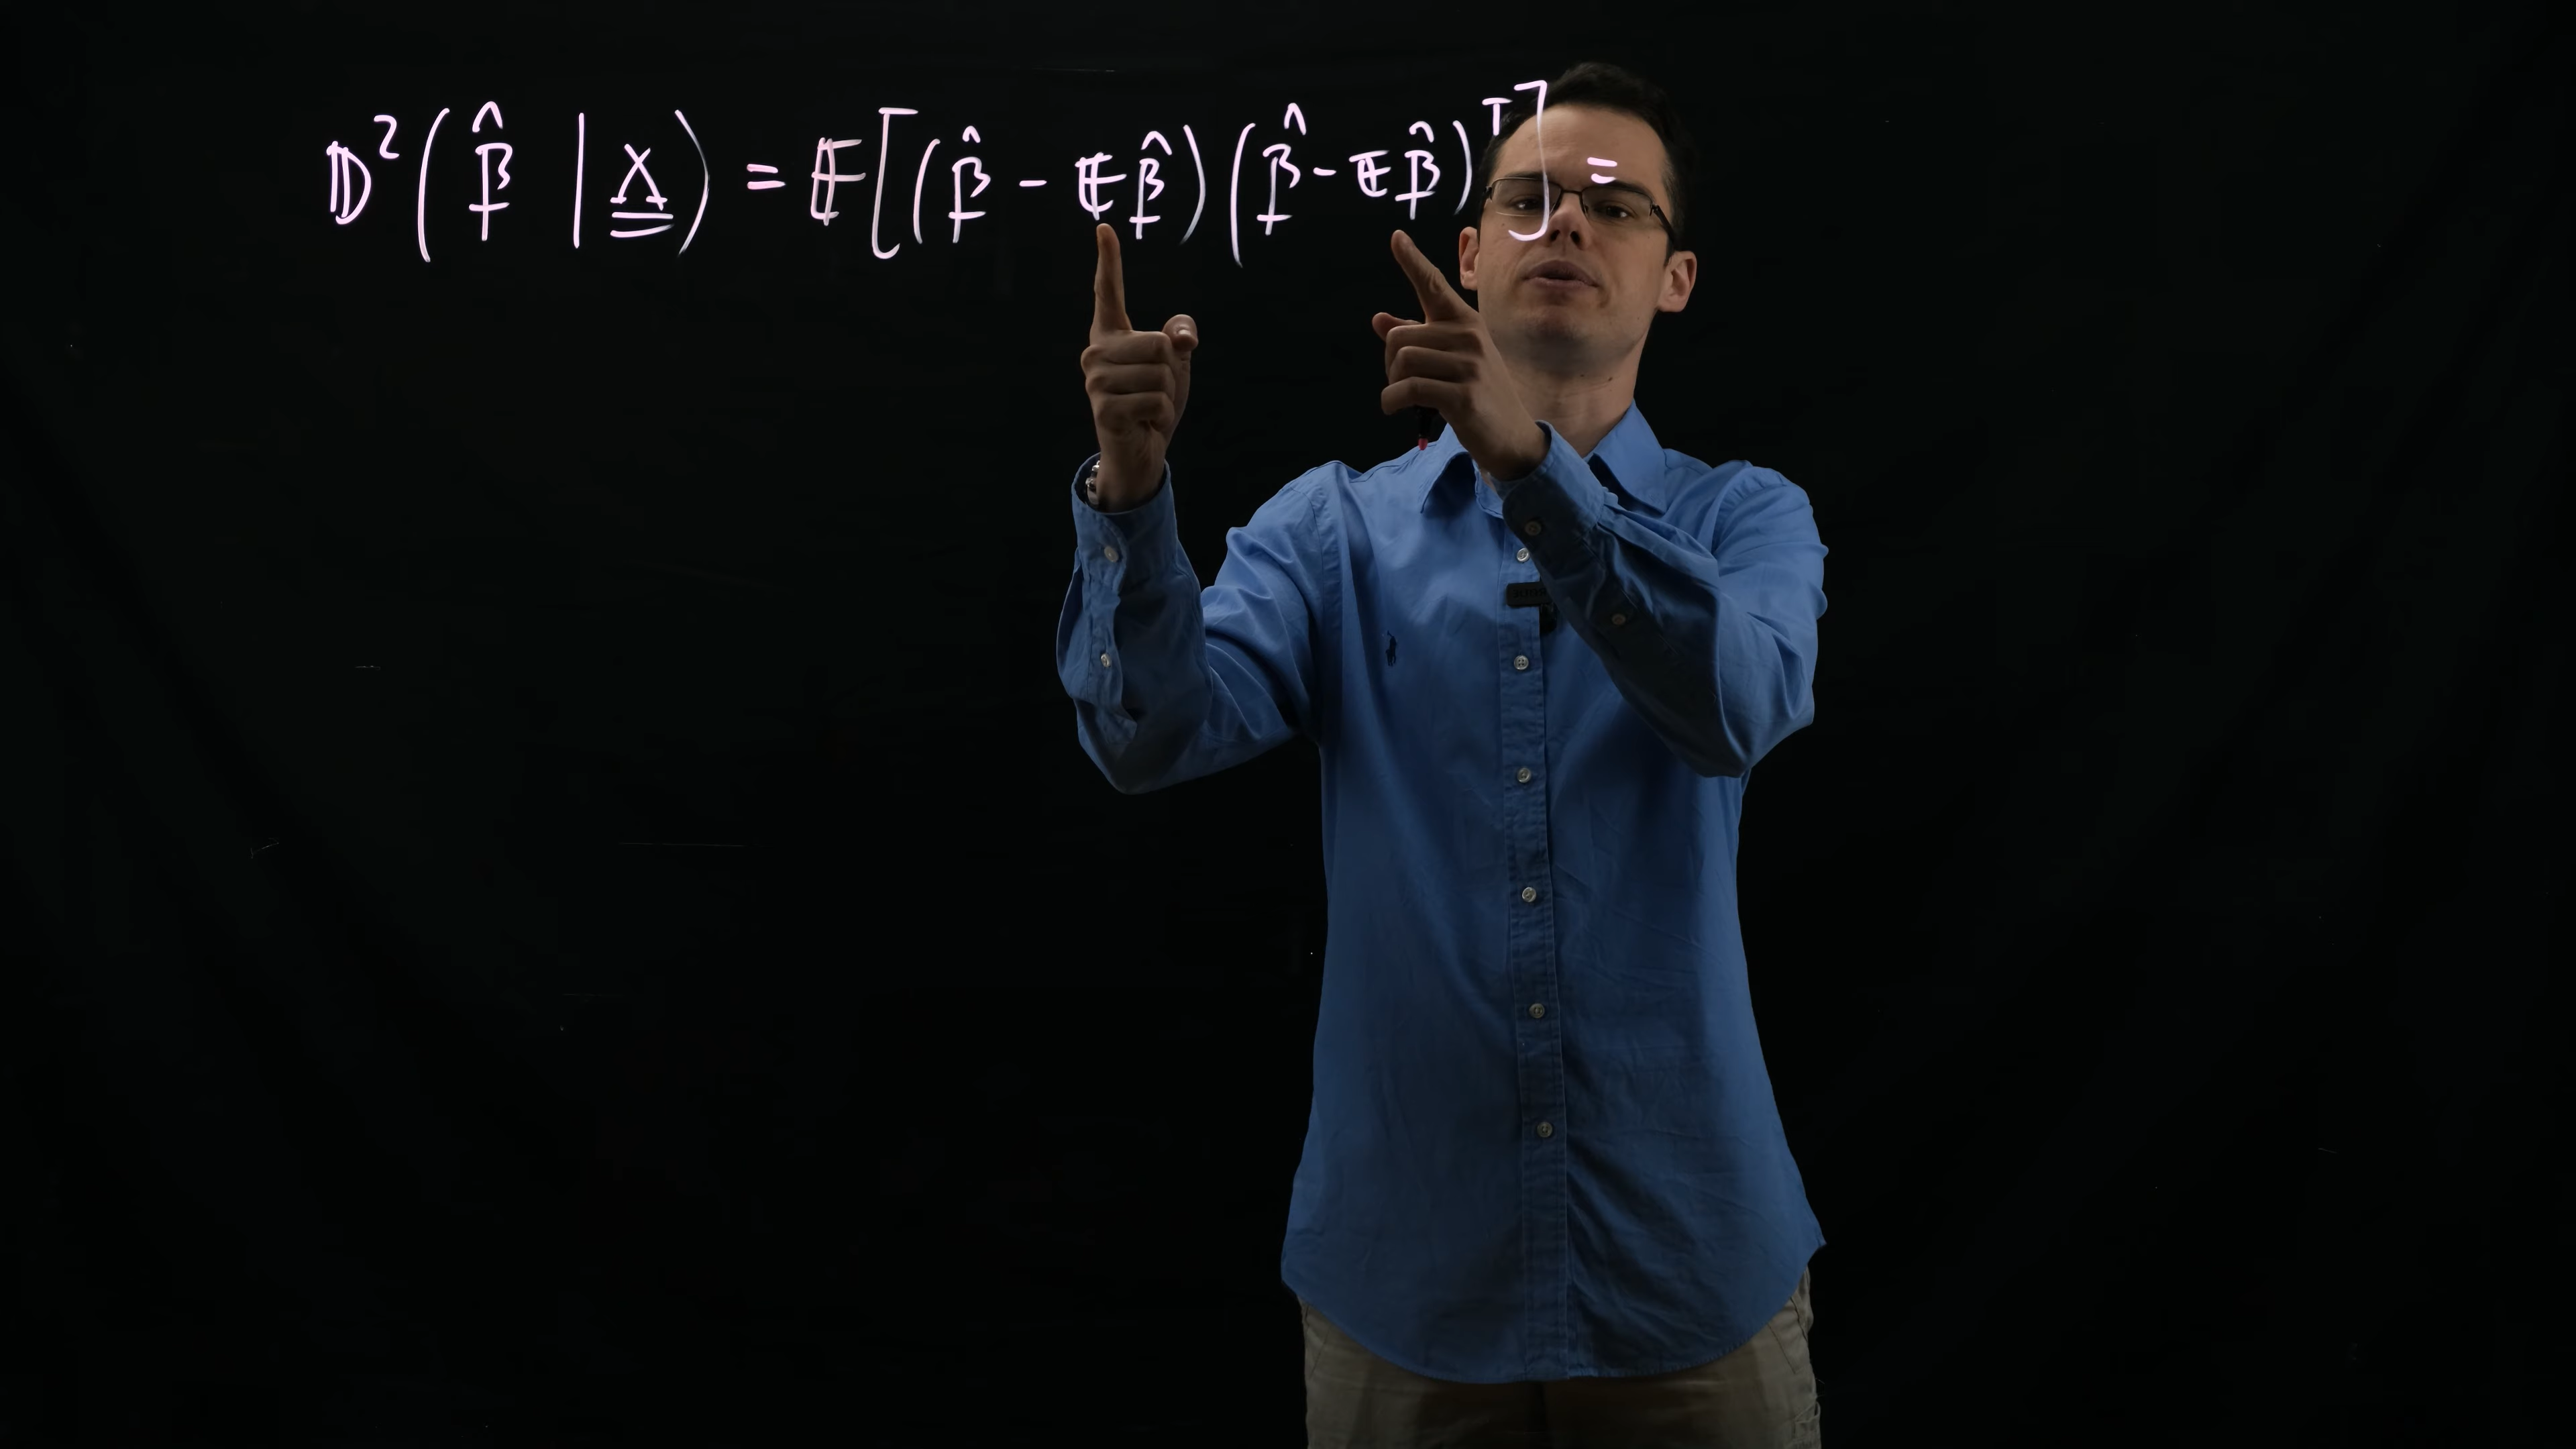 𝔻²(β̂ | X) = 𝔼[(β̂ - 𝔼β̂)(β̂ - 𝔼β̂)ᵀ] =